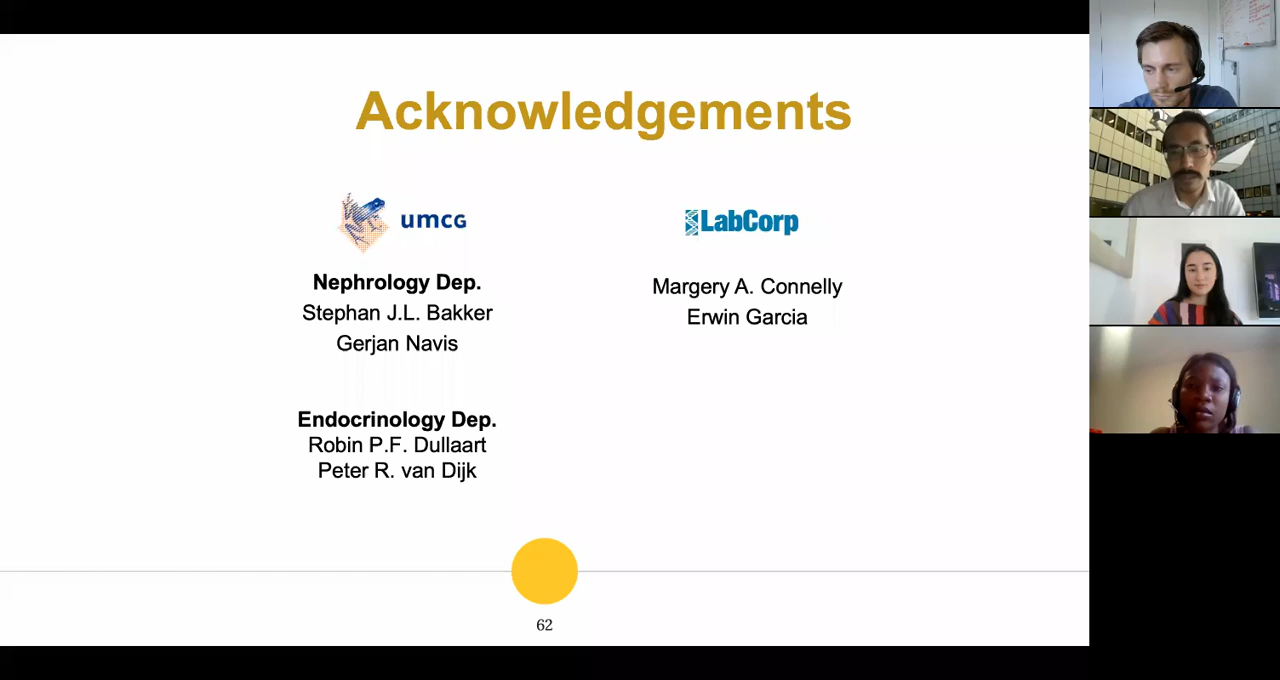 Acknowledgements
umcg
LabCorp
Nephrology Dep.
Stephan J.L. Bakker
Gerjan Navis
Margery A. Connelly
Erwin Garcia
Endocrinology Dep.
Robin P.F. Dullaart
Peter R. van Dijk
62